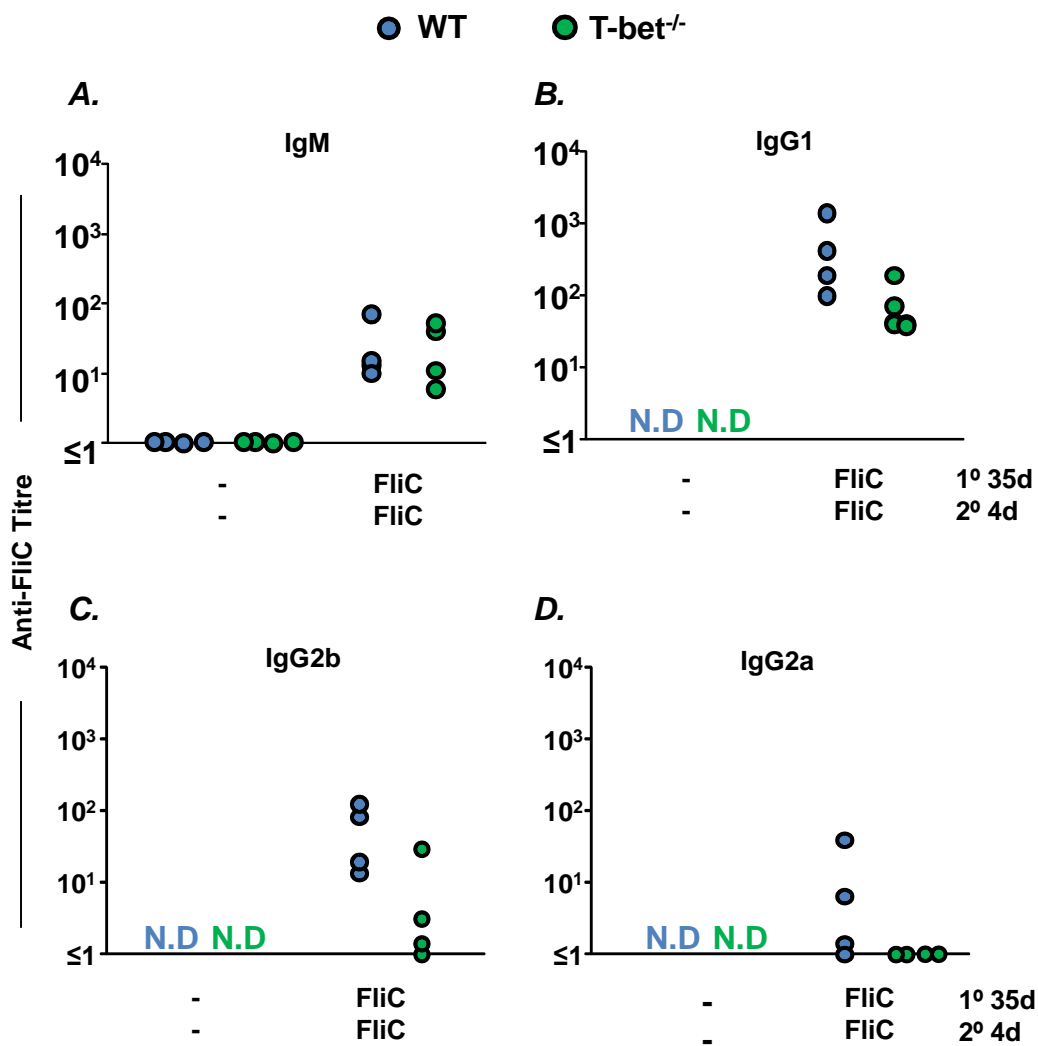 WT T-bet-/-
A. B.
IgM IgG1
10⁴ 10⁴
10³ 10³
10² 10²
10¹ 10¹
N.D N.D
≤1 ≤1
- FliC - FliC 1º 35d
- FliC - FliC 2º 4d
Anti-FliC Titre
C. D.
IgG2b IgG2a
10⁴ 10⁴
10³ 10³
10² 10²
10¹ 10¹
N.D N.D N.D N.D
≤1 ≤1
- FliC - FliC 1º 35d
- FliC - FliC 2º 4d